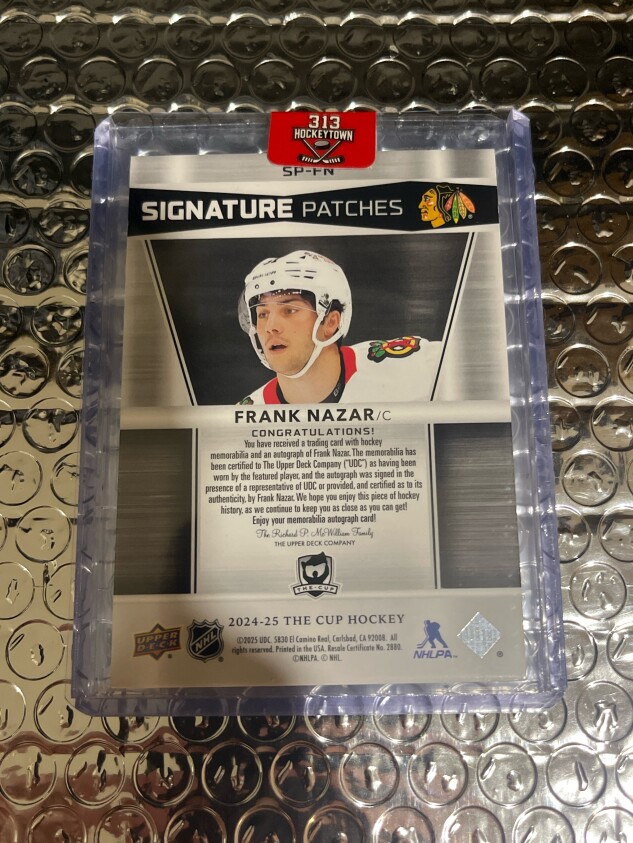 313
HOCKEYTOWN
SP-FN
SIGNATURE PATCHES
FRANK NAZAR/C
CONGRATULATIONS!
You have received a trading card with hockey
memorabilia and an autograph of Frank Nazar. The memorabilia has
been certified to The Upper Deck Company ("UDC") as having been
worn by the featured player, and the autograph was signed in the
presence of a representative of UDC or provided, and certified as to its
authenticity, by Frank Nazar. We hope you enjoy this piece of hockey
history, as we continue to keep you as close as you can get!
Enjoy your memorabilia autograph card!
The Richard P. McWilliam Family
THE UPPER DECK COMPANY
THE CUP
2024-25 THE CUP HOCKEY
UPPER DECK
NHL
©2025 UDC. 5830 El Camino Real, Carlsbad, CA 92008. All
rights reserved. Printed in the USA. Resale Certificate No. 2880.
©NHLPA. © NHL.
NHLPA
®